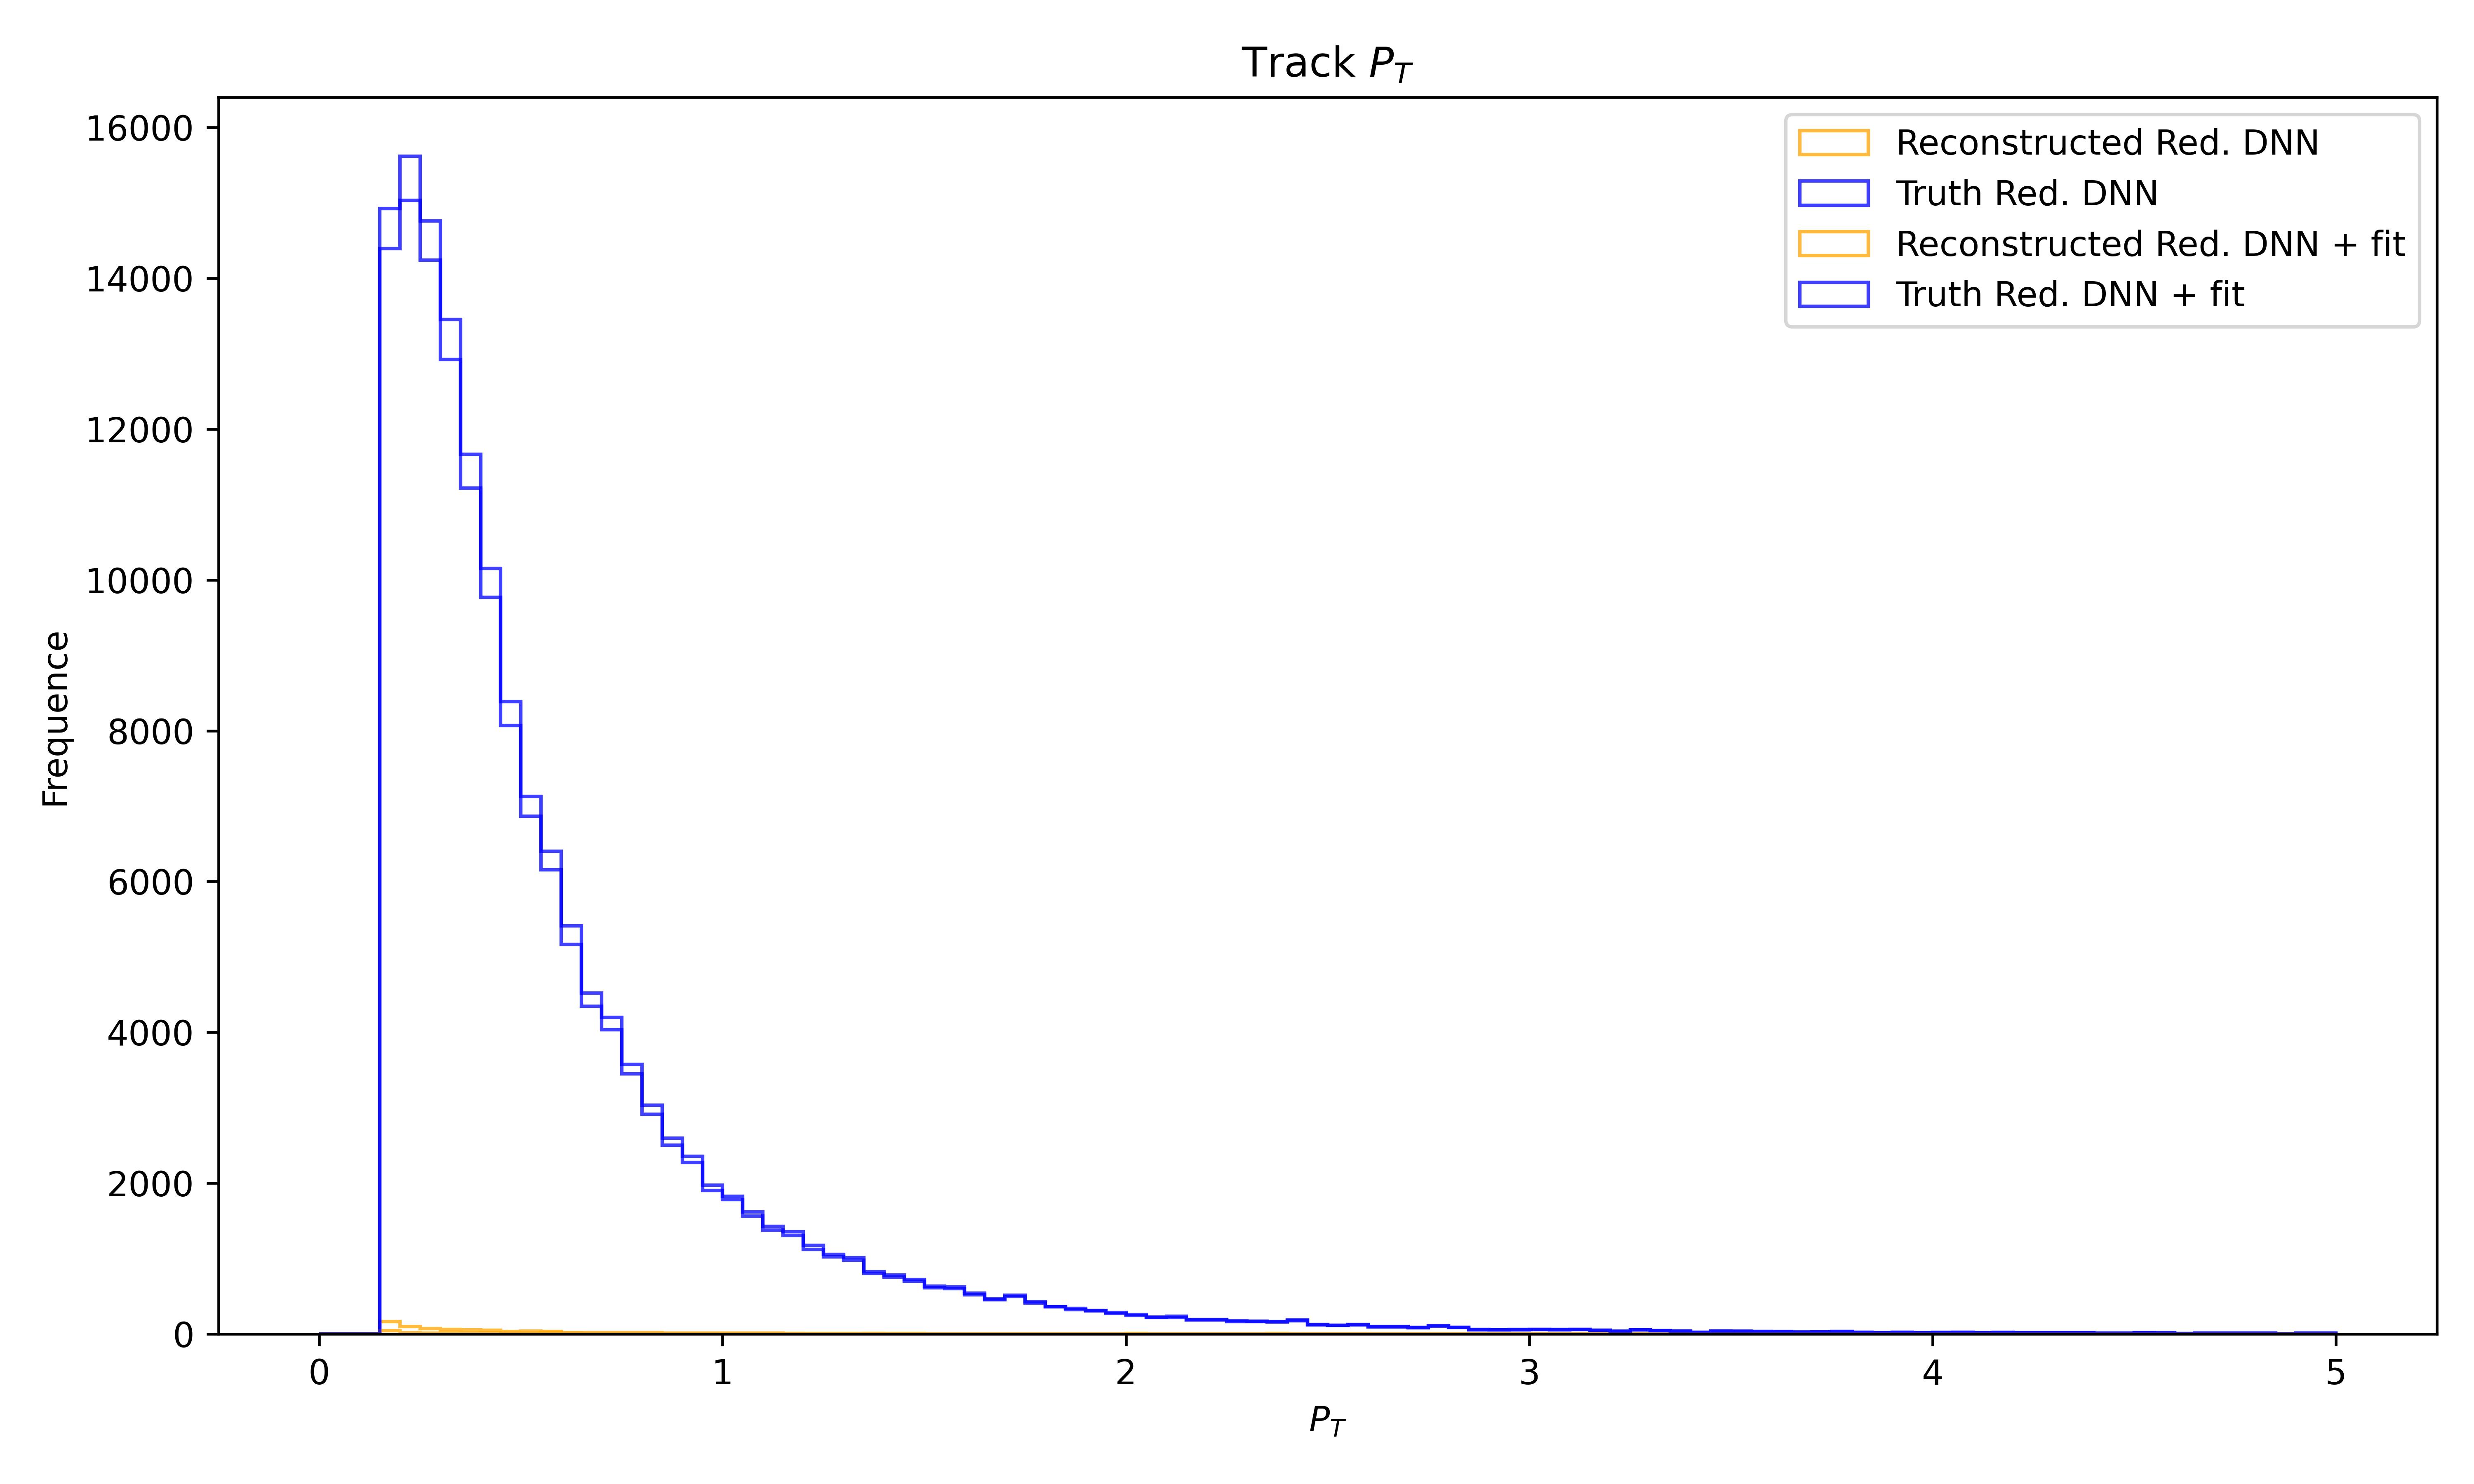 Track P_T
16000
14000
12000
10000
8000
6000
4000
2000
0
Frequence
Reconstructed Red. DNN
Truth Red. DNN
Reconstructed Red. DNN + fit
Truth Red. DNN + fit
0 1 2 3 4 5
P_T